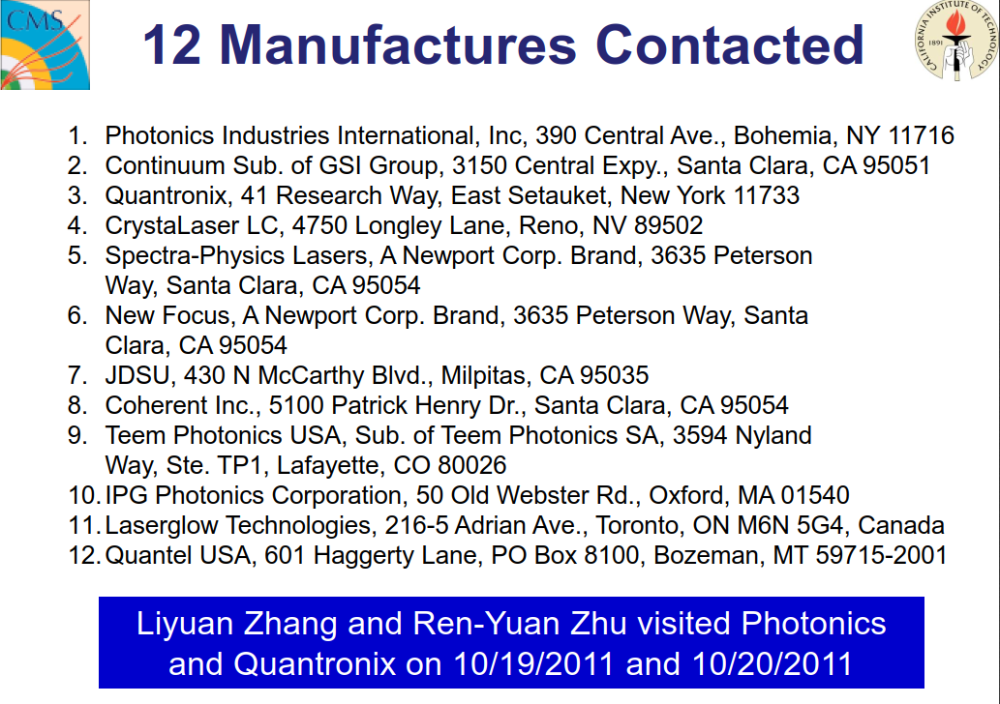 CMS
CALIFORNIA INSTITUTE OF TECHNOLOGY
1891
12 Manufactures Contacted
1. Photonics Industries International, Inc, 390 Central Ave., Bohemia, NY 11716
2. Continuum Sub. of GSI Group, 3150 Central Expy., Santa Clara, CA 95051
3. Quantronix, 41 Research Way, East Setauket, New York 11733
4. CrystaLaser LC, 4750 Longley Lane, Reno, NV 89502
5. Spectra-Physics Lasers, A Newport Corp. Brand, 3635 Peterson
Way, Santa Clara, CA 95054
6. New Focus, A Newport Corp. Brand, 3635 Peterson Way, Santa
Clara, CA 95054
7. JDSU, 430 N McCarthy Blvd., Milpitas, CA 95035
8. Coherent Inc., 5100 Patrick Henry Dr., Santa Clara, CA 95054
9. Teem Photonics USA, Sub. of Teem Photonics SA, 3594 Nyland
Way, Ste. TP1, Lafayette, CO 80026
10. IPG Photonics Corporation, 50 Old Webster Rd., Oxford, MA 01540
11. Laserglow Technologies, 216-5 Adrian Ave., Toronto, ON M6N 5G4, Canada
12. Quantel USA, 601 Haggerty Lane, PO Box 8100, Bozeman, MT 59715-2001
Liyuan Zhang and Ren-Yuan Zhu visited Photonics
and Quantronix on 10/19/2011 and 10/20/2011